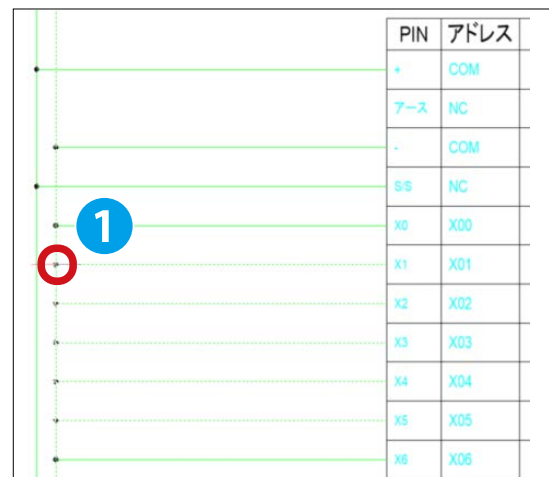 PIN アドレス
+ COM
アース NC
- COM
S/S NC
1
X0 X00
X1 X01
X2 X02
X3 X03
X4 X04
X5 X05
X6 X06